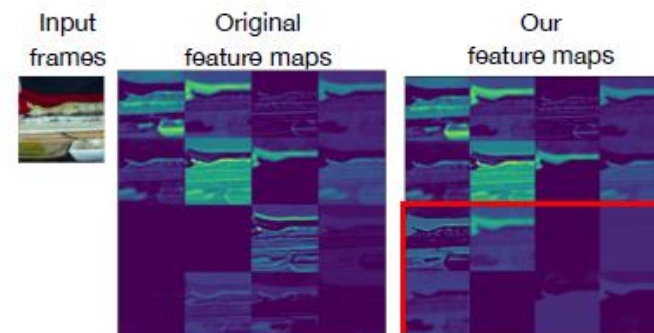 Input
frames
Original
feature maps
Our
feature maps